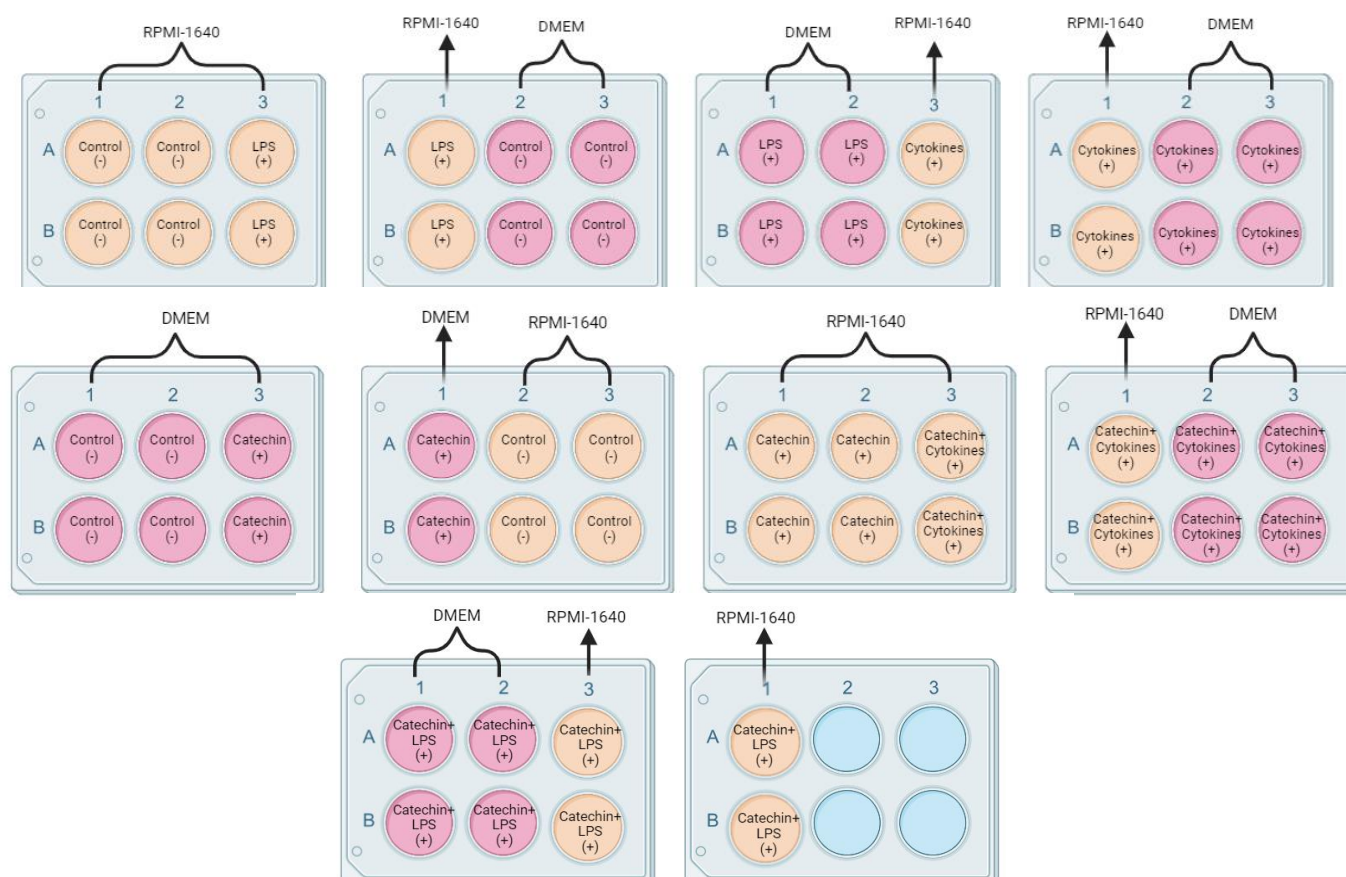 RPMI-1640
RPMI-1640 DMEM
DMEM RPMI-1640
RPMI-1640 DMEM
1 2 3
A Control (-) Control (-) LPS (+)
B Control (-) Control (-) LPS (+)
1 2 3
A LPS (+) Control (-) Control (-)
B LPS (+) Control (-) Control (-)
1 2 3
A LPS (+) LPS (+) Cytokines (+)
B LPS (+) LPS (+) Cytokines (+)
1 2 3
A Cytokines (+) Cytokines (+) Cytokines (+)
B Cytokines (+) Cytokines (+) Cytokines (+)
DMEM
1 2 3
A Control (-) Control (-) Catechin (+)
B Control (-) Control (-) Catechin (+)
DMEM RPMI-1640
1 2 3
A Catechin (+) Control (-) Control (-)
B Catechin (+) Control (-) Control (-)
RPMI-1640
1 2 3
A Catechin (+) Catechin (+) Catechin+ Cytokines (+)
B Catechin (+) Catechin (+) Catechin+ Cytokines (+)
RPMI-1640 DMEM
1 2 3
A Catechin+ Cytokines (+) Catechin+ Cytokines (+) Catechin+ Cytokines (+)
B Catechin+ Cytokines (+) Catechin+ Cytokines (+) Catechin+ Cytokines (+)
DMEM RPMI-1640
1 2 3
A Catechin+ LPS (+) Catechin+ LPS (+) Catechin+ LPS (+)
B Catechin+ LPS (+) Catechin+ LPS (+) Catechin+ LPS (+)
RPMI-1640
1 2 3
A Catechin+ LPS (+)
B Catechin+ LPS (+)